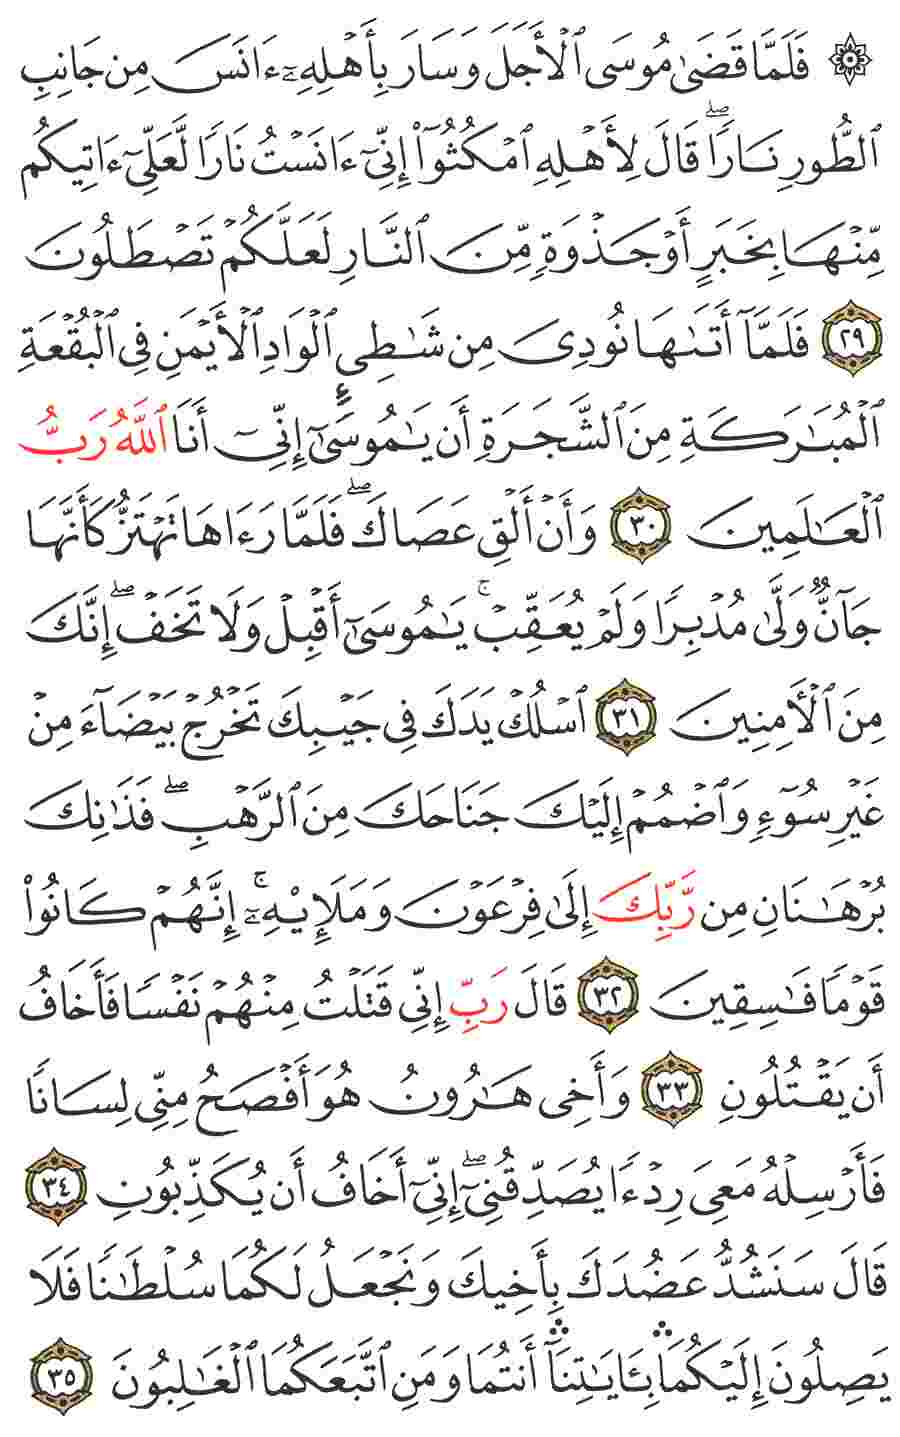 ۞ فَلَمَّا قَضَىٰ مُوسَى ٱلْأَجَلَ وَسَارَ بِأَهْلِهِۦٓ ءَانَسَ مِن جَانِبِ
ٱلطُّورِ نَارًاۖ قَالَ لِأَهْلِهِ ٱمْكُثُوٓا۟ إِنِّىٓ ءَانَسْتُ نَارًا لَّعَلِّىٓ ءَاتِيكُم
مِّنْهَا بِخَبَرٍ أَوْ جَذْوَةٍ مِّنَ ٱلنَّارِ لَعَلَّكُمْ تَصْطَلُونَ
٢٩ فَلَمَّآ أَتَىٰهَا نُودِىَ مِن شَـٰطِئِ ٱلْوَادِ ٱلْأَيْمَنِ فِى ٱلْبُقْعَةِ
ٱلْمُبَـٰرَكَةِ مِنَ ٱلشَّجَرَةِ أَن يَـٰمُوسَىٰٓ إِنِّىٓ أَنَا ٱللَّهُ رَبُّ
ٱلْعَـٰلَمِينَ ٣٠ وَأَنْ أَلْقِ عَصَاكَۖ فَلَمَّا رَءَاهَا تَهْتَزُّ كَأَنَّهَا
جَآنٌّ وَلَّىٰ مُدْبِرًا وَلَمْ يُعَقِّبْۚ يَـٰمُوسَىٰٓ أَقْبِلْ وَلَا تَخَفْۖ إِنَّكَ
مِنَ ٱلْـَٔامِنِينَ ٣١ ٱسْلُكْ يَدَكَ فِى جَيْبِكَ تَخْرُجْ بَيْضَآءَ مِنْ
غَيْرِ سُوٓءٍ وَٱضْمُمْ إِلَيْكَ جَنَاحَكَ مِنَ ٱلرَّهْبِۖ فَذَٰنِكَ
بُرْهَـٰنَانِ مِن رَّبِّكَ إِلَىٰ فِرْعَوْنَ وَمَلَإِي۟هِۦٓۚ إِنَّهُمْ كَانُوا۟
قَوْمًا فَـٰسِقِينَ ٣٢ قَالَ رَبِّ إِنِّى قَتَلْتُ مِنْهُمْ نَفْسًا فَأَخَافُ
أَن يَقْتُلُونِ ٣٣ وَأَخِى هَـٰرُونُ هُوَ أَفْصَحُ مِنِّى لِسَانًا
فَأَرْسِلْهُ مَعِىَ رِدْءًا يُصَدِّقُنِىٓۖ إِنِّىٓ أَخَافُ أَن يُكَذِّبُونِ ٣٤
قَالَ سَنَشُدُّ عَضُدَكَ بِأَخِيكَ وَنَجْعَلُ لَكُمَا سُلْطَـٰنًا فَلَا
يَصِلُونَ إِلَيْكُمَاۛ بِـَٔايَـٰتِنَآۛ أَنتُمَا وَمَنِ ٱتَّبَعَكُمَا ٱلْغَـٰلِبُونَ ٣٥